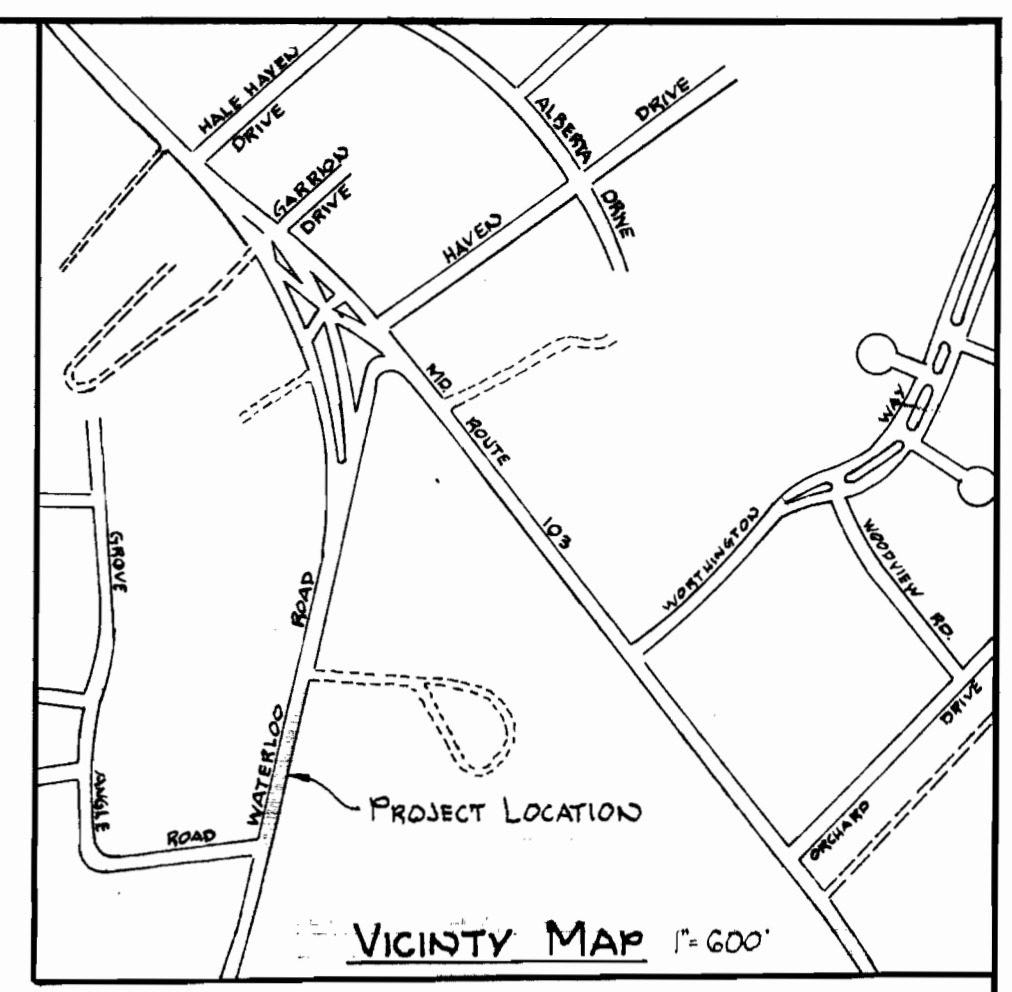 HALE HAVEN
DRIVE
GARRION
DRIVE
ALBERTA
DRIVE
HAVEN
DRIVE
MD.
ROUTE
103
WAY
WORTHINGTON
WOODVIEW RD.
GROVE
ANGLE
ROAD
ROAD
WATERLOO
PROJECT LOCATION
DRIVE
ORCHARD
VICINTY MAP 1"= 600'